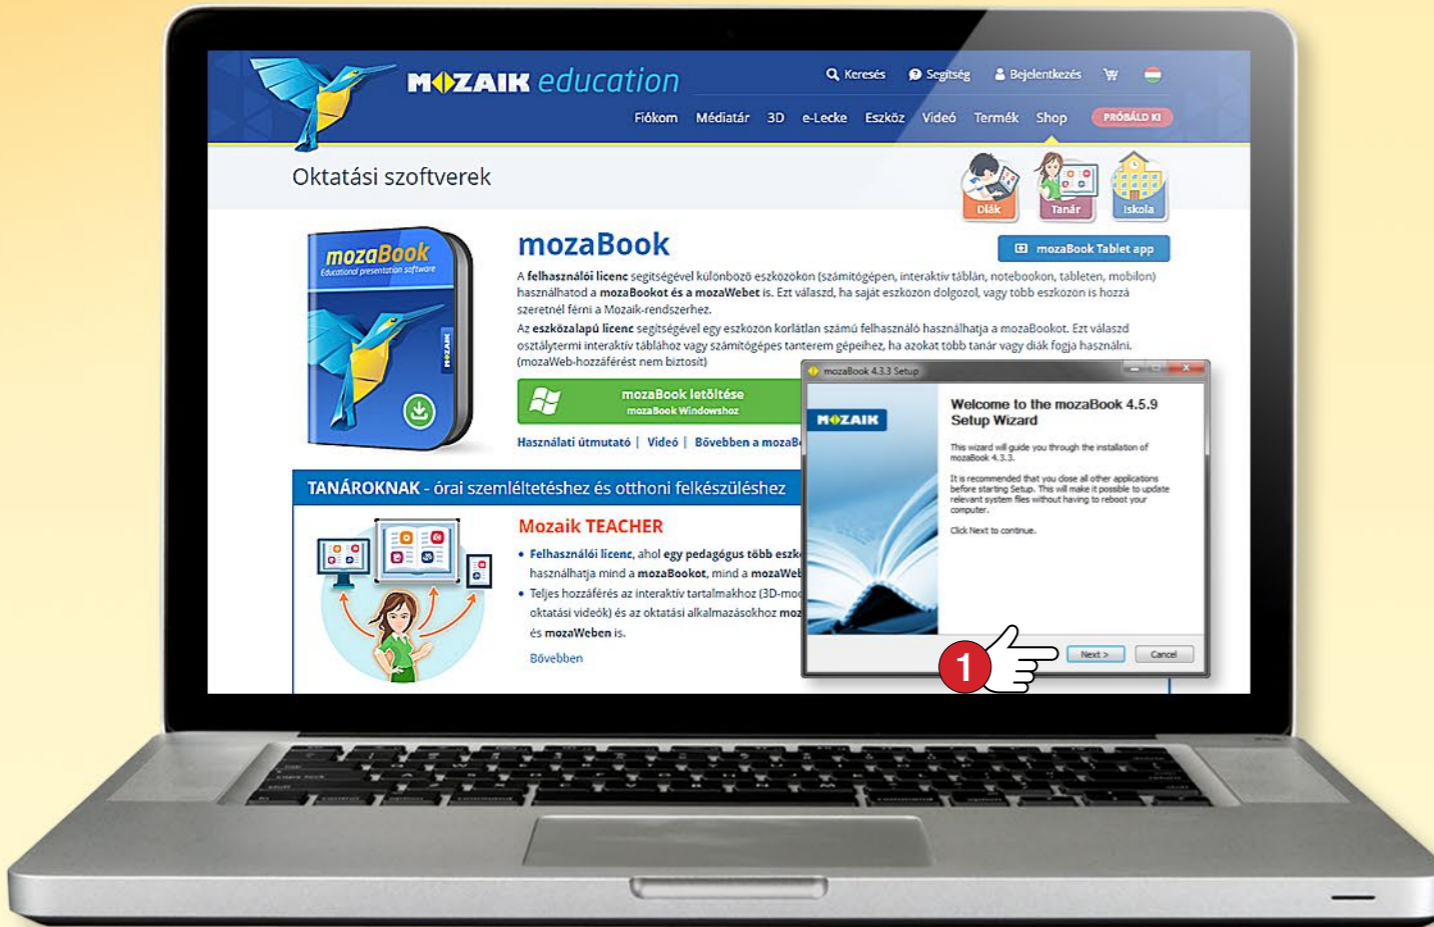 MOZAIK education
Keresés Segítség Bejelentkezés
Fiókom Médiatár 3D e-Lecke Eszköz Videó Termék Shop PRÓBÁLD KI
Oktatási szoftverek
Diák Tanár Iskola
mozaBook
Educational presentation software
MOZAIK
mozaBook
mozaBook Tablet app
A felhasználói licenc segítségével különböző eszközökön (számítógépen, interaktív táblán, notebookon, tableten, mobilon)
használhatod a mozaBookot és a mozaWebet is. Ezt válaszd, ha saját eszközön dolgozol, vagy több eszközön is hozzá
szeretnél férni a Mozaik-rendszerhez.
Az eszközalapú licenc segítségével egy eszközön korlátlan számú felhasználó használhatja a mozaBookot. Ezt válaszd
osztálytermi interaktív táblához vagy számítógépes tanterem gépeihez, ha azokat több tanár vagy diák fogja használni.
(mozaWeb-hozzáférést nem biztosít)
mozaBook letöltése
mozaBook Windowshoz
Használati útmutató | Videó | Bővebben a mozaB
TANÁROKNAK - órai szemléltetéshez és otthoni felkészüléshez
Mozaik TEACHER
• Felhasználói licenc, ahol egy pedagógus több eszk
használhatja mind a mozaBookot, mind a mozaWeb
• Teljes hozzáférés az interaktív tartalmakhoz (3D-mod
oktatási videók) és az oktatási alkalmazásokhoz moz
és mozaWeben is.
Bővebben
mozaBook 4.3.3 Setup
MOZAIK
Welcome to the mozaBook 4.5.9
Setup Wizard
This wizard will guide you through the installation of
mozaBook 4.3.3.
It is recommended that you close all other applications
before starting Setup. This will make it possible to update
relevant system files without having to reboot your
computer.
Click Next to continue.
1
Next > Cancel